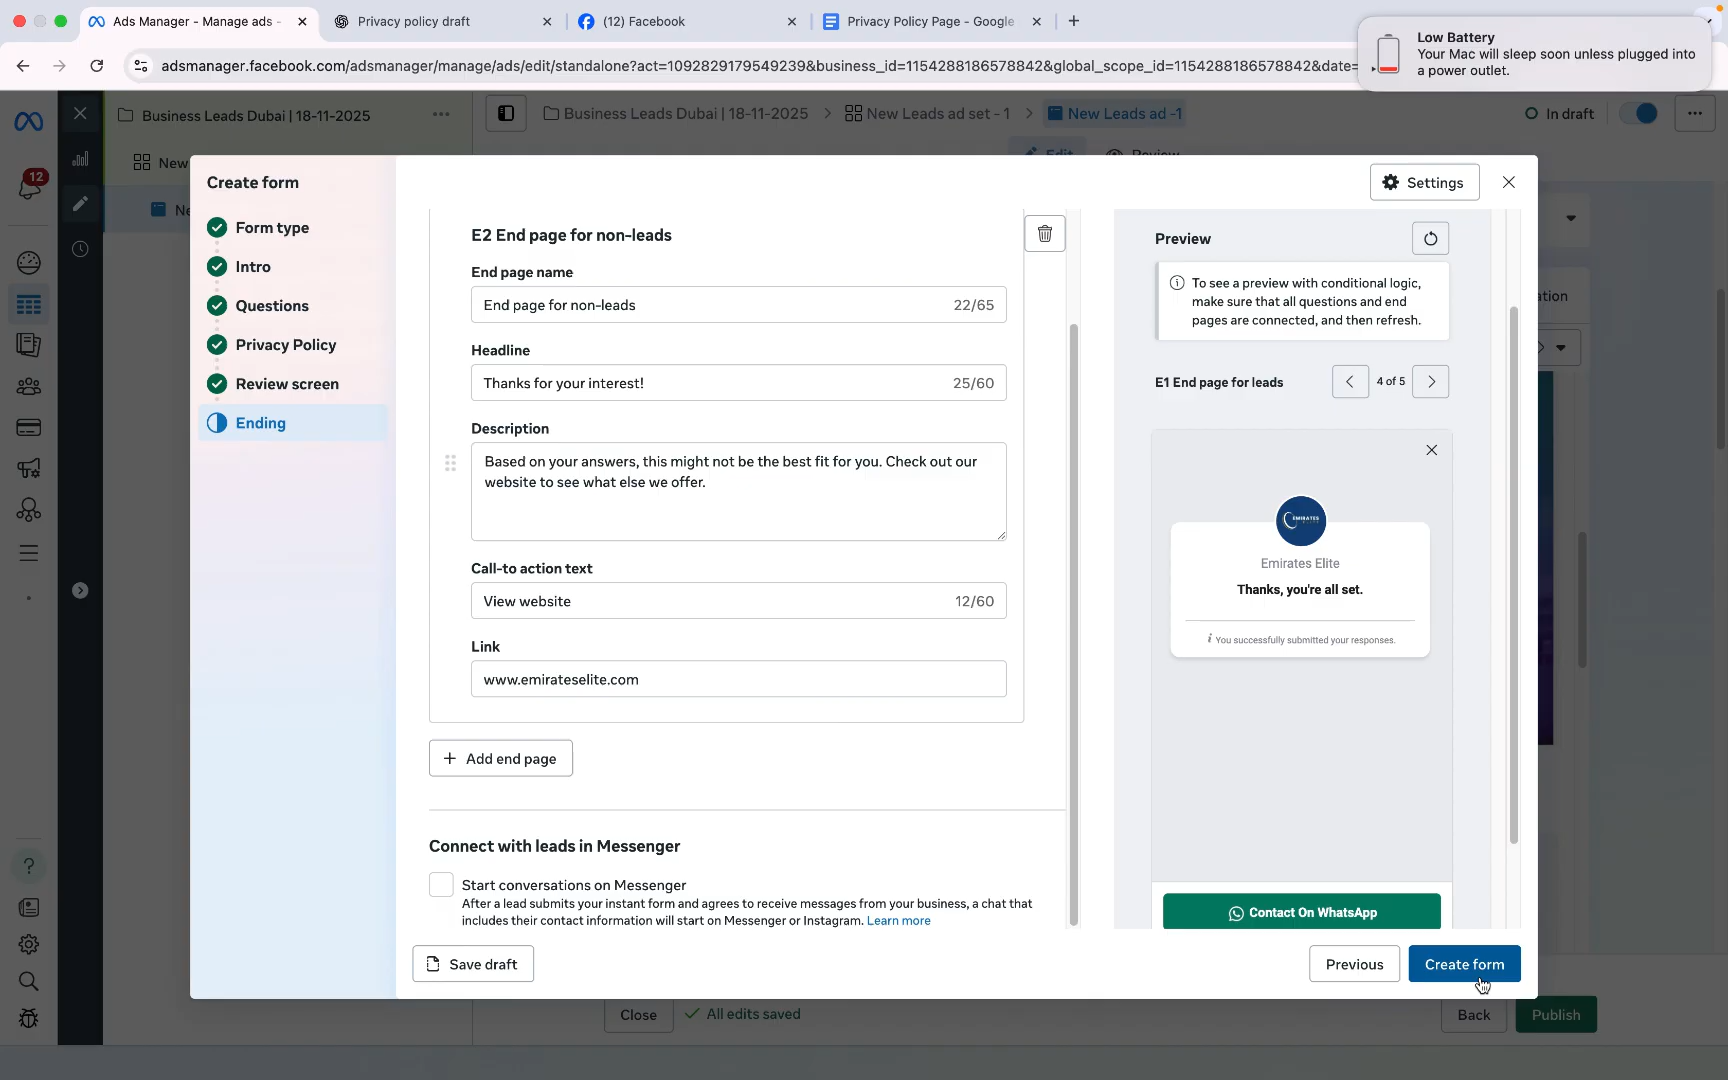 Ads Manager - Manage ads -
Privacy policy draft
(12) Facebook
Privacy Policy Page - Google
Low Battery
Your Mac will sleep soon unless plugged into
a power outlet.
adsmanager.facebook.com/adsmanager/manage/ads/edit/standalone?act=1092829179549239&business_id=1154288186578842&global_scope_id=1154288186578842&date=
12
Business Leads Dubai | 18-11-2025
Business Leads Dubai | 18-11-2025
New Leads ad set - 1
New Leads ad -1
In draft
New
Edit
Review
Create form
Settings
Form type
Intro
Questions
Privacy Policy
Review screen
Ending
E2 End page for non-leads
End page name
End page for non-leads 22/65
Headline
Thanks for your interest! 25/60
Description
Based on your answers, this might not be the best fit for you. Check out our
website to see what else we offer.
Call-to action text
View website 12/60
Link
www.emirateselite.com
+ Add end page
Connect with leads in Messenger
Start conversations on Messenger
After a lead submits your instant form and agrees to receive messages from your business, a chat that
includes their contact information will start on Messenger or Instagram. Learn more
Preview
To see a preview with conditional logic,
make sure that all questions and end
pages are connected, and then refresh.
E1 End page for leads
4 of 5
EMIRATES
Emirates Elite
Thanks, you're all set.
You successfully submitted your responses.
Contact On WhatsApp
Save draft
Previous
Create form
Close
All edits saved
Back
Publish